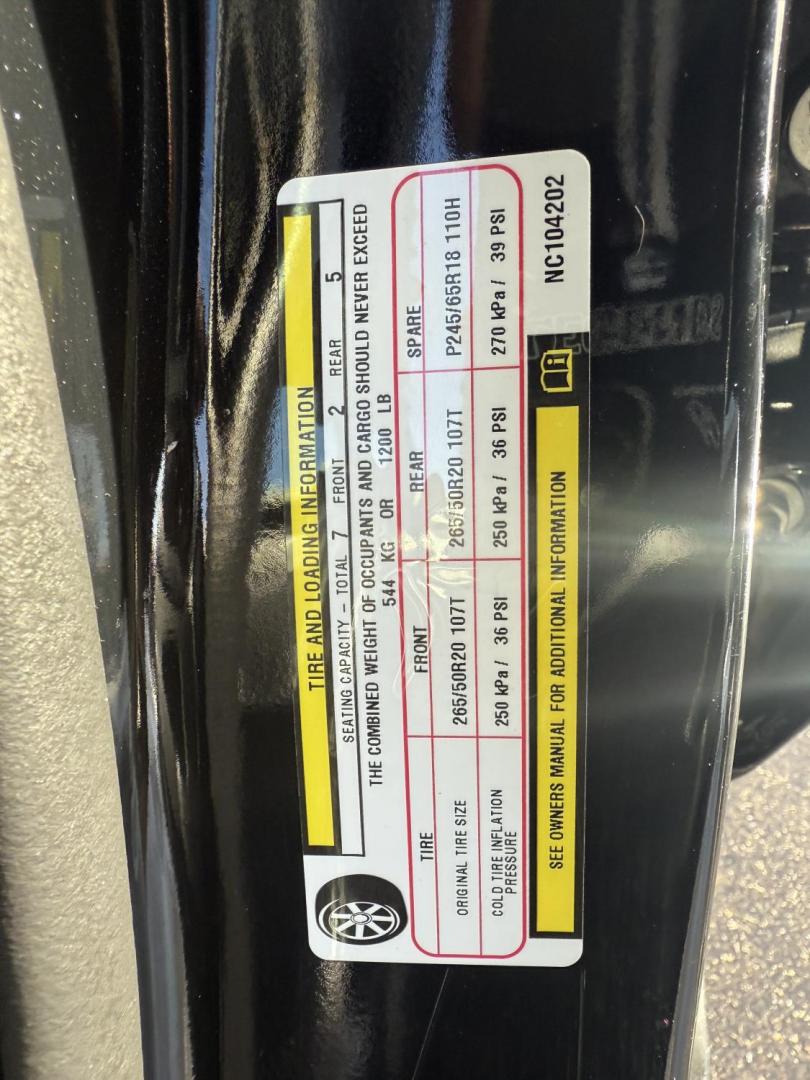 TIRE AND LOADING INFORMATION
SEATING CAPACITY – TOTAL 7 FRONT 2 REAR 5
THE COMBINED WEIGHT OF OCCUPANTS AND CARGO SHOULD NEVER EXCEED
544 KG OR 1200 LB
TIRE FRONT REAR SPARE
ORIGINAL TIRE SIZE 265/50R20 107T 265/50R20 107T P245/65R18 110H
COLD TIRE INFLATION
PRESSURE 250 kPa / 36 PSI 250 kPa / 36 PSI 270 kPa / 39 PSI
SEE OWNERS MANUAL FOR ADDITIONAL INFORMATION
NC104202